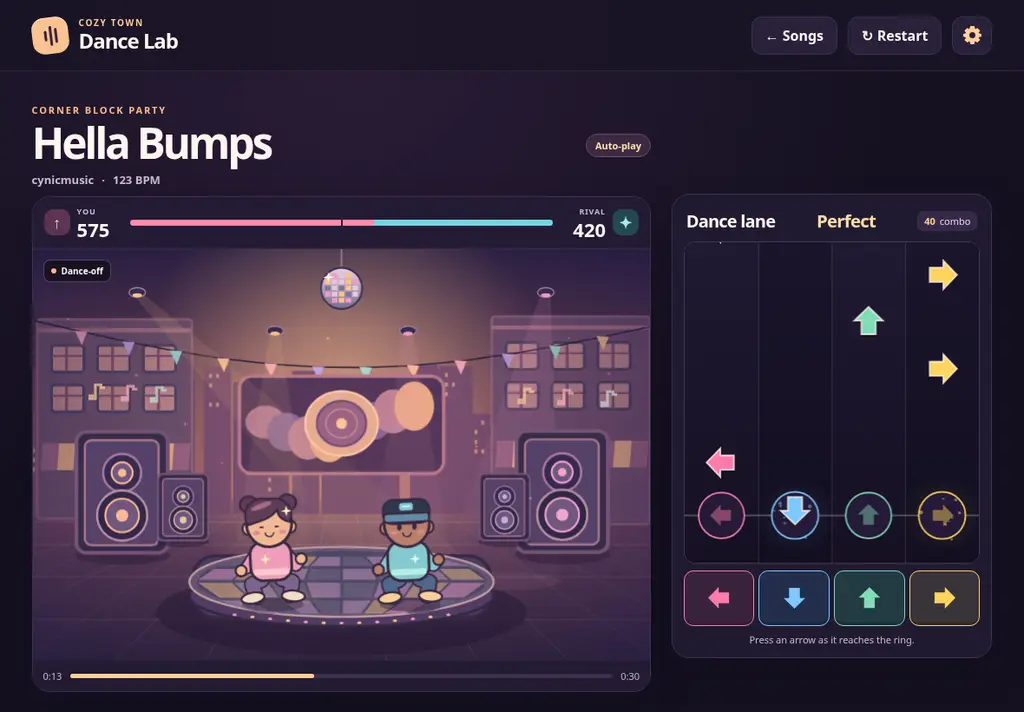 COZY TOWN
Dance Lab
← Songs
↻ Restart
CORNER BLOCK PARTY
Hella Bumps
cynicmusic · 123 BPM
Auto-play
YOU
575
RIVAL
420
Dance-off
0:13
0:30
Dance lane
Perfect
40 combo
Press an arrow as it reaches the ring.